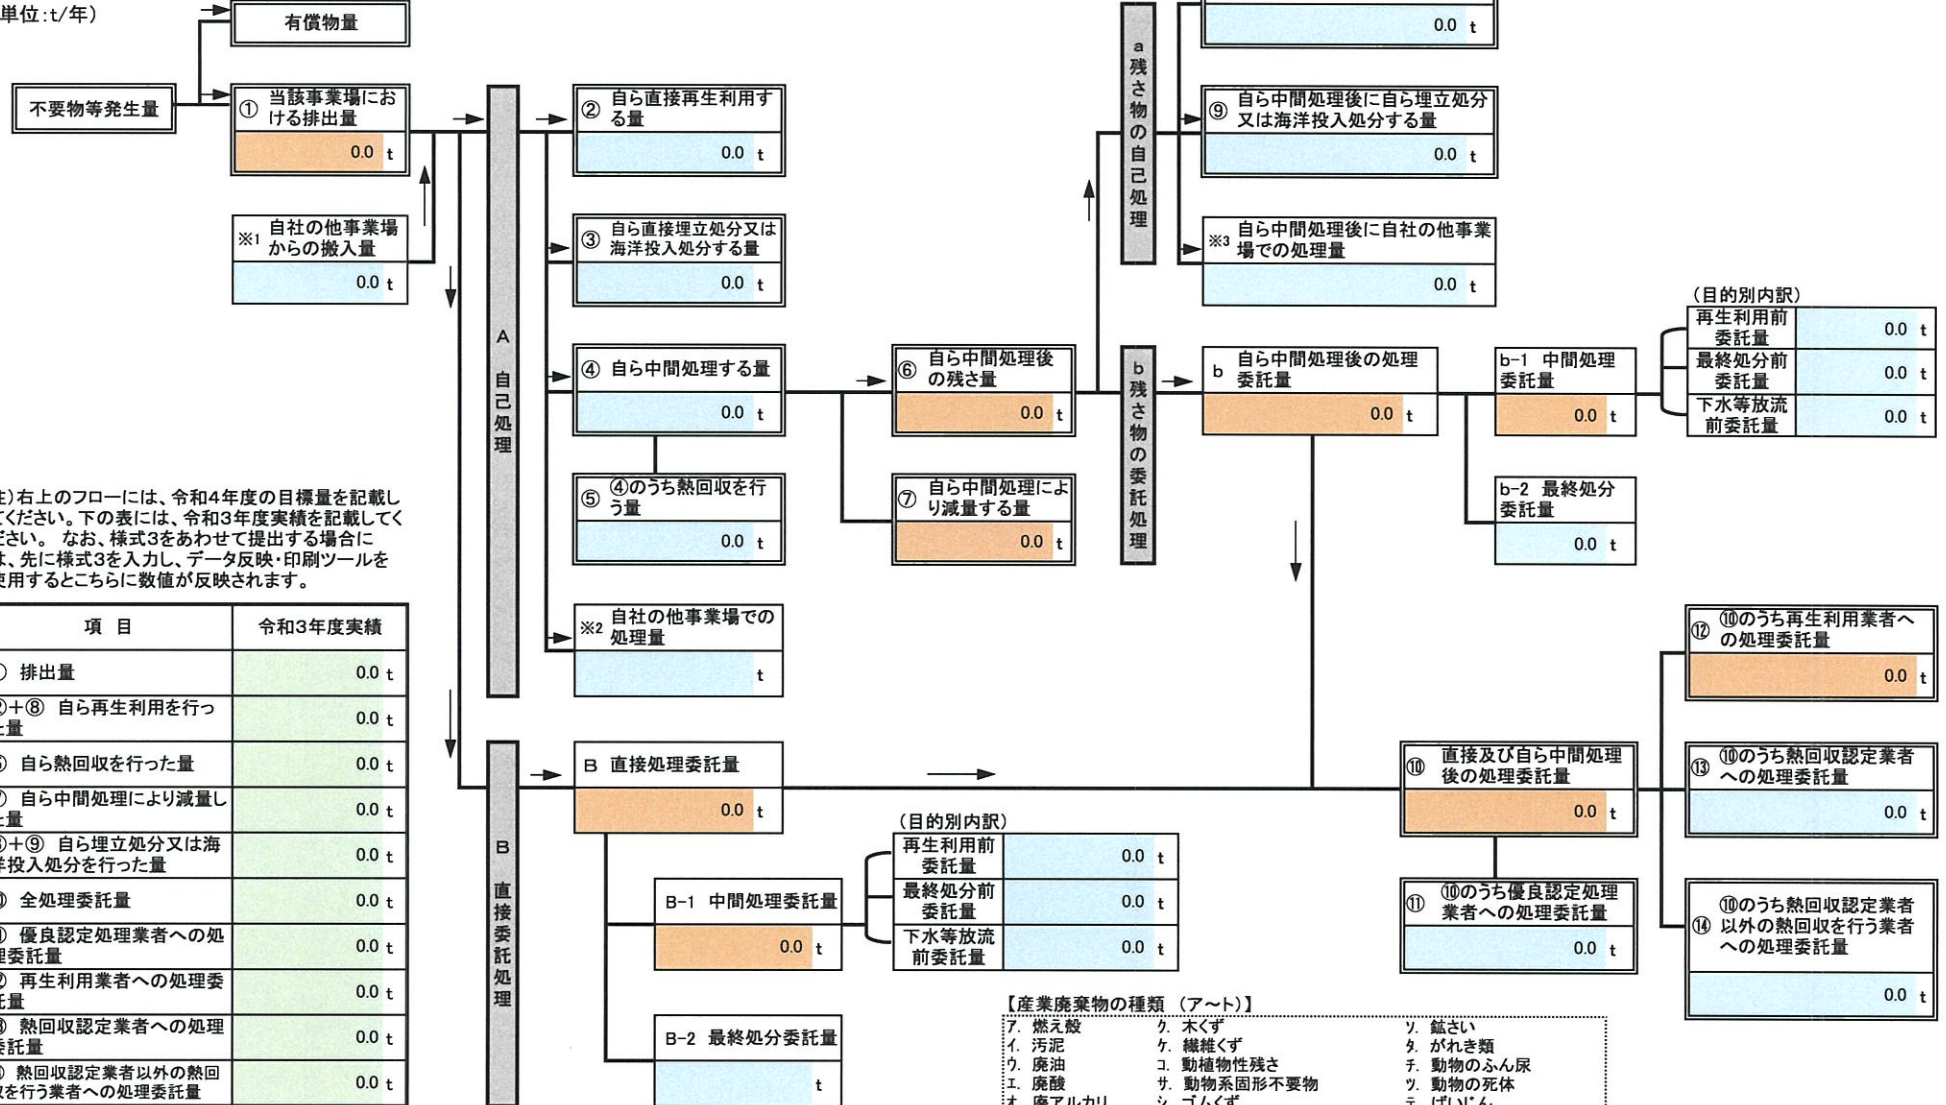 単位:t/年)
有償物量
不要物等発生量
① 当該事業場にお
ける排出量
0.0 t
※1 自社の他事業場
からの搬入量
0.0 t
A 自己処理
② 自ら直接再生利用す
る量
0.0 t
③ 自ら直接埋立処分又は
海洋投入処分する量
0.0 t
④ 自ら中間処理する量
0.0 t
⑤ ④のうち熱回収を行
う量
0.0 t
※2 自社の他事業場での
処理量
t
⑥ 自ら中間処理後
の残さ量
0.0 t
⑦ 自ら中間処理によ
り減量する量
0.0 t
a 残さ物の自己処理
0.0 t
⑨ 自ら中間処理後に自ら埋立処分
又は海洋投入処分する量
0.0 t
※3 自ら中間処理後に自社の他事業
場での処理量
0.0 t
b 残さ物の委託処理
b 自ら中間処理後の処理
委託量
0.0 t
b-1 中間処理
委託量
0.0 t
b-2 最終処分
委託量
0.0 t
(目的別内訳)
再生利用前
委託量
0.0 t
最終処分前
委託量
0.0 t
下水等放流
前委託量
0.0 t
)右上のフローには、令和4年度の目標量を記載し
ください。下の表には、令和3年度実績を記載してく
ださい。 なお、様式3をあわせて提出する場合に
は、先に様式3を入力し、データ反映・印刷ツールを
使用するとこちらに数値が反映されます。
項 目 令和3年度実績
排出量 0.0 t
+⑧ 自ら再生利用を行っ
た量 0.0 t
自ら熱回収を行った量 0.0 t
自ら中間処理により減量し
た量 0.0 t
+⑨ 自ら埋立処分又は海
洋投入処分を行った量 0.0 t
全処理委託量 0.0 t
優良認定処理業者への処
理委託量 0.0 t
再生利用業者への処理委
託量 0.0 t
熱回収認定業者への処理
委託量 0.0 t
熱回収認定業者以外の熱回
収を行う業者への処理委託量 0.0 t
B 直接委託処理
B 直接処理委託量
0.0 t
B-1 中間処理委託量
0.0 t
B-2 最終処分委託量
t
(目的別内訳)
再生利用前
委託量
0.0 t
最終処分前
委託量
0.0 t
下水等放流
前委託量
0.0 t
⑩ 直接及び自ら中間処理
後の処理委託量
0.0 t
⑪ ⑩のうち優良認定処理
業者への処理委託量
0.0 t
⑫ ⑩のうち再生利用業者へ
の処理委託量
0.0 t
⑬ ⑩のうち熱回収認定業者
への処理委託量
0.0 t
⑭ ⑩のうち熱回収認定業者
以外の熱回収を行う業者
への処理委託量
0.0 t
【産業廃棄物の種類 (ア~ト)】
ア. 燃え殻 ク. 木くず ソ. 鉱さい
イ. 汚泥 ケ. 繊維くず タ. がれき類
ウ. 廃油 コ. 動植物性残さ チ. 動物のふん尿
エ. 廃酸 サ. 動物系固形不要物 ツ. 動物の死体
オ. 廃アルカリ シ. ゴムくず テ. ばいじん